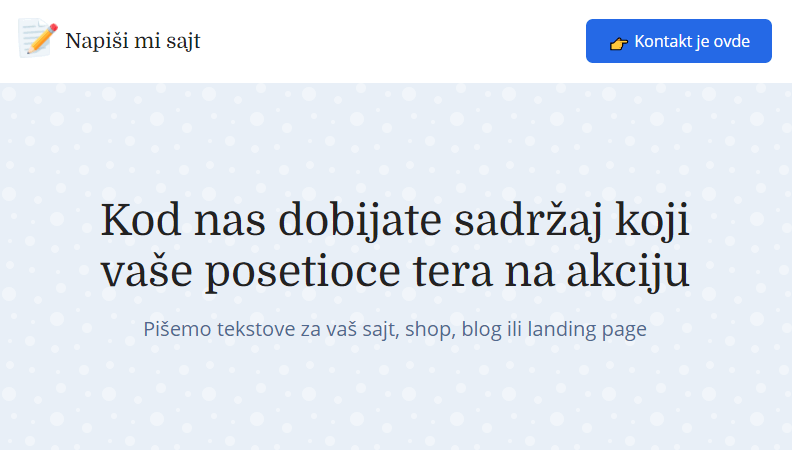 Napiši mi sajt
👉 Kontakt je ovde
Kod nas dobijate sadržaj koji
vaše posetioce tera na akciju
Pišemo tekstove za vaš sajt, shop, blog ili landing page